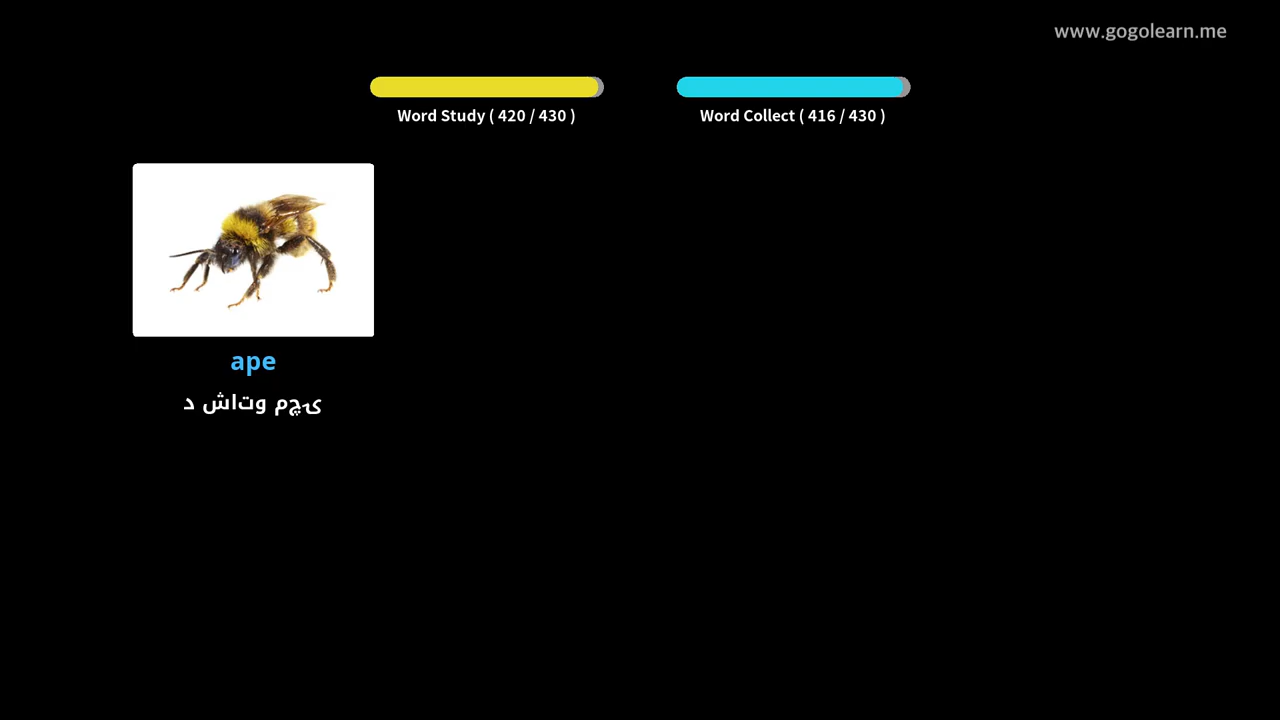 www.gogolearn.me
Word Study ( 420 / 430 )
Word Collect ( 416 / 430 )
ape
د شاتو مچۍ